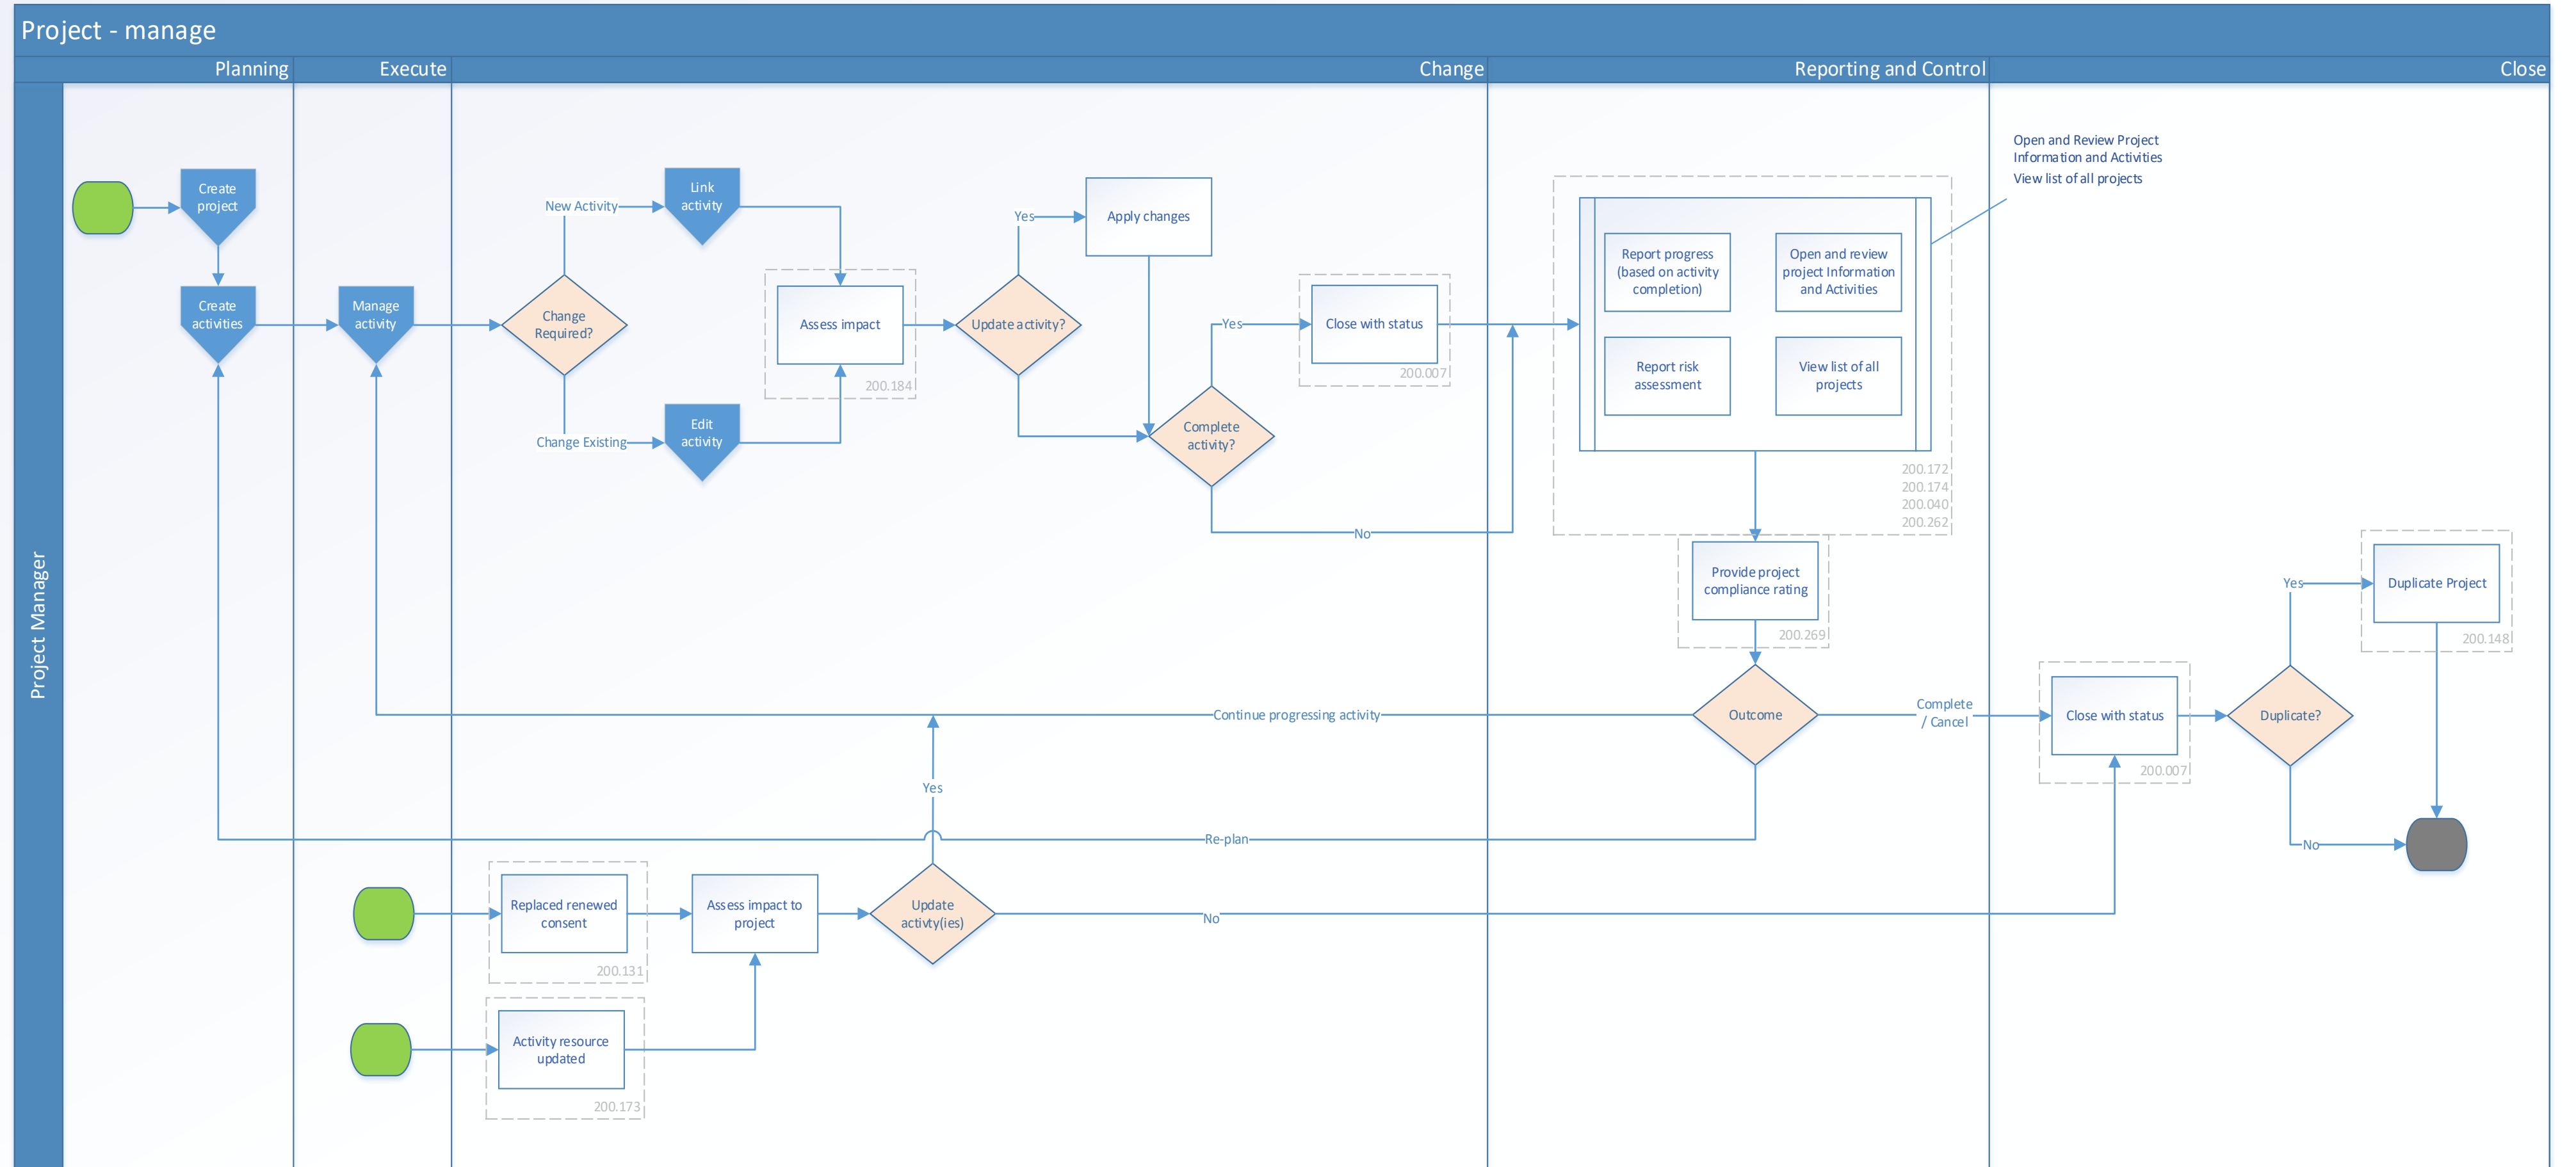 Project - manage
Planning
Execute
Change
Reporting and Control
Close
Project Manager
Open and Review Project
Information and Activities
View list of all projects
Create
project
Link
activity
New Activity
Yes
Apply changes
Report progress
(based on activity
completion)
Open and review
project Information
and Activities
Create
activities
Manage
activity
Change
Required?
Assess impact
200.184
Update activity?
Yes
Close with status
200.007
Report risk
assessment
View list of all
projects
Change Existing
Edit
activity
Complete
activity?
No
200.172
200.174
200.040
200.262
Provide project
compliance rating
200.269
Yes
Duplicate Project
200.148
Continue progressing activity
Outcome
Complete
/ Cancel
Close with status
200.007
Duplicate?
Yes
Re-plan
No
Replaced renewed
consent
200.131
Assess impact to
project
Update
activty(ies)
No
Activity resource
updated
200.173